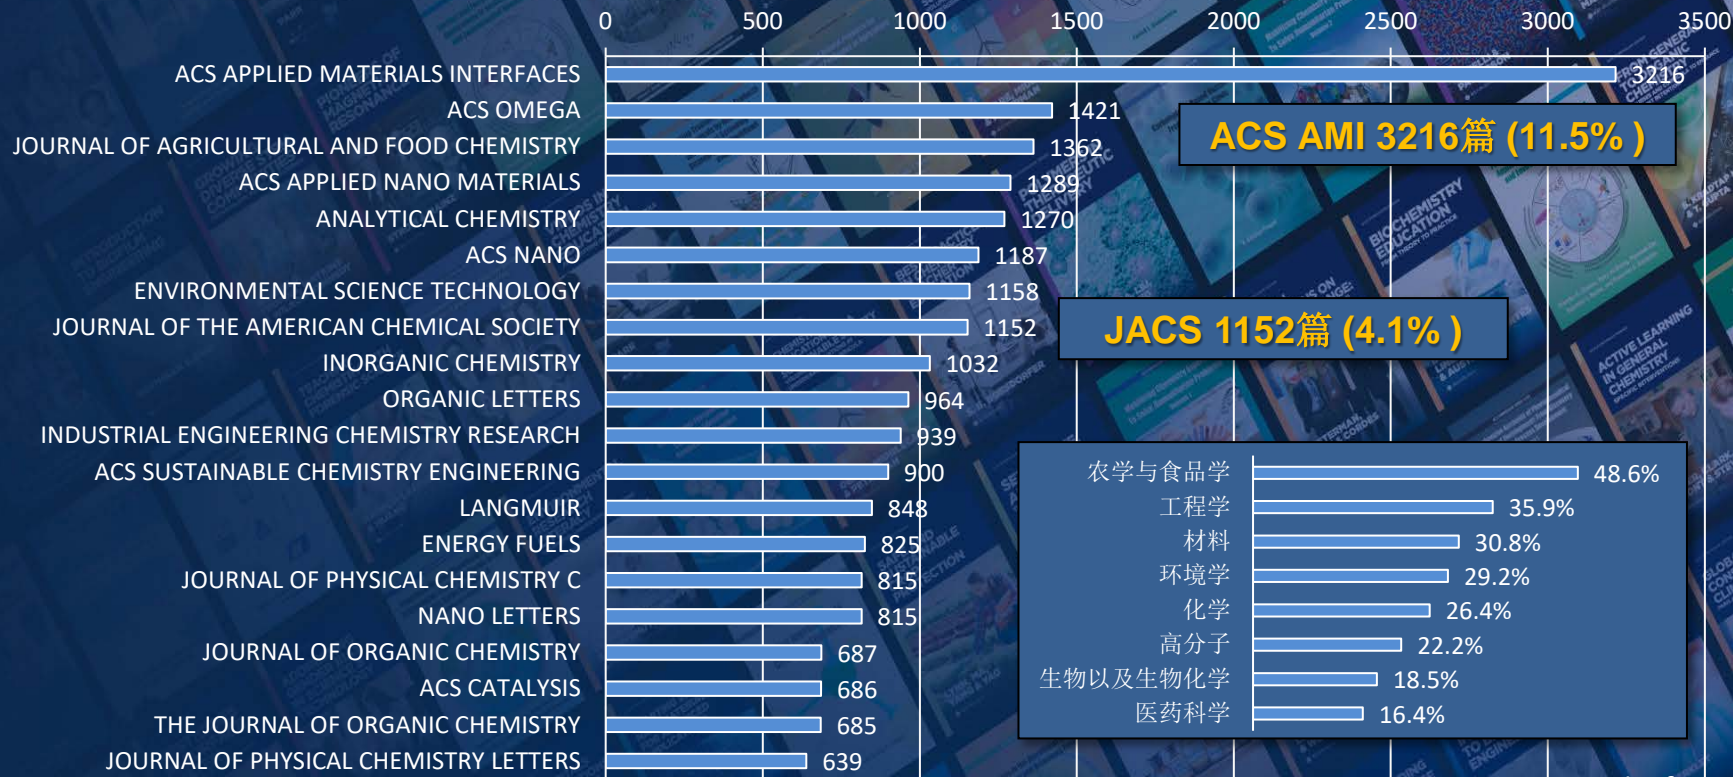 0 500 1000 1500 2000 2500 3000 3500
ACS APPLIED MATERIALS INTERFACES 3216
ACS OMEGA 1421
JOURNAL OF AGRICULTURAL AND FOOD CHEMISTRY 1362
ACS APPLIED NANO MATERIALS 1289
ANALYTICAL CHEMISTRY 1270
ACS NANO 1187
ENVIRONMENTAL SCIENCE TECHNOLOGY 1158
JOURNAL OF THE AMERICAN CHEMICAL SOCIETY 1152
INORGANIC CHEMISTRY 1032
ORGANIC LETTERS 964
INDUSTRIAL ENGINEERING CHEMISTRY RESEARCH 939
ACS SUSTAINABLE CHEMISTRY ENGINEERING 900
LANGMUIR 848
ENERGY FUELS 825
JOURNAL OF PHYSICAL CHEMISTRY C 815
NANO LETTERS 815
JOURNAL OF ORGANIC CHEMISTRY 687
ACS CATALYSIS 686
THE JOURNAL OF ORGANIC CHEMISTRY 685
JOURNAL OF PHYSICAL CHEMISTRY LETTERS 639
ACS AMI 3216篇 (11.5% )
JACS 1152篇 (4.1% )
农学与食品学 48.6%
工程学 35.9%
材料 30.8%
环境学 29.2%
化学 26.4%
高分子 22.2%
生物以及生物化学 18.5%
医药科学 16.4%
BIOCHEMISTRY
EDUCATION
ACTIVE LEARNING
IN GENERAL
CHEMISTRY